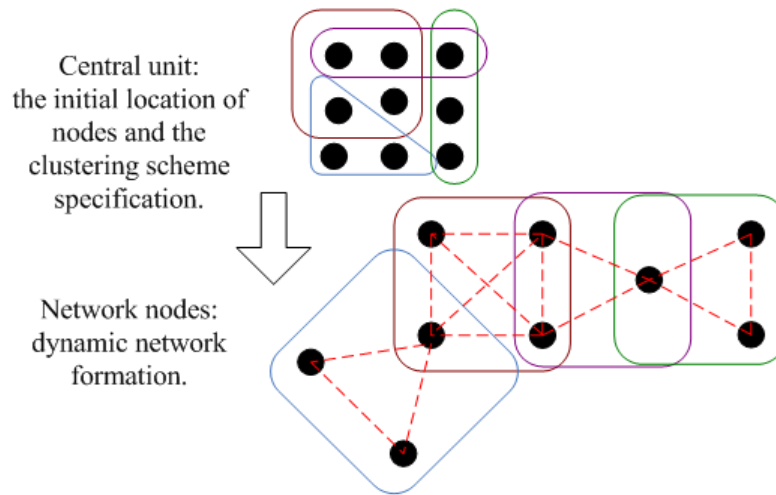 Central unit:
the initial location of
nodes and the
clustering scheme
specification.
Network nodes:
dynamic network
formation.